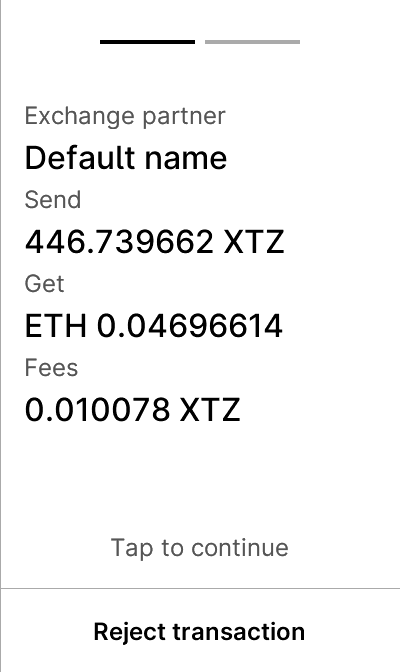 Exchange partner
Default name
Send
446.739662 XTZ
Get
ETH 0.04696614
Fees
0.010078 XTZ
Tap to continue
Reject transaction